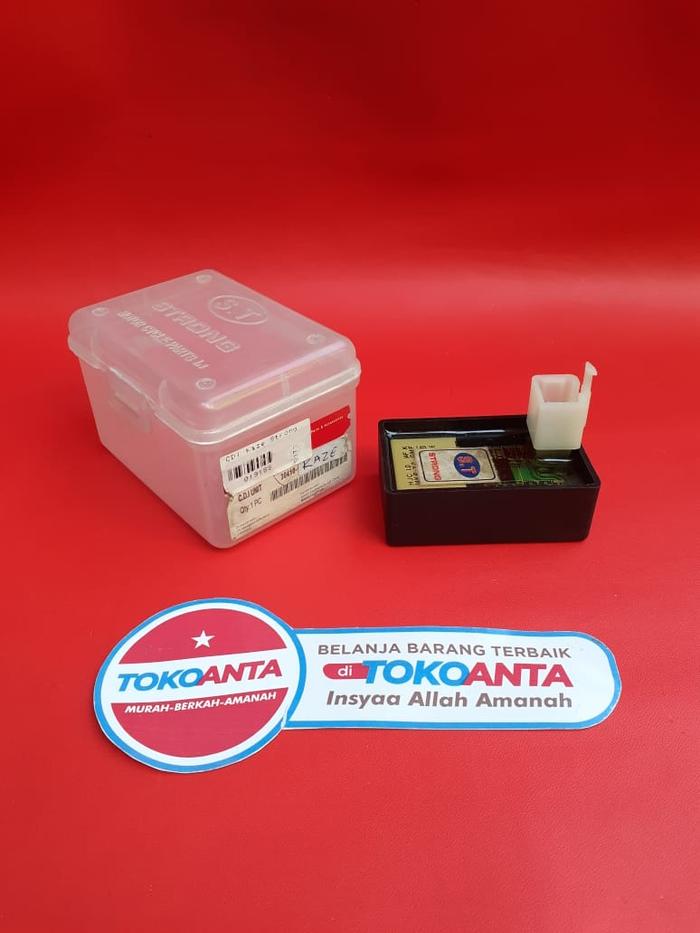 S.T
STRONG
CDI Kaze Strong
019188
KAZE
C.D.I UNIT
Qty 1 PC
S.T
STRONG
TOKOANTA
MURAH-BERKAH-AMANAH
BELANJA BARANG TERBAIK
di TOKOANTA
Insyaa Allah Amanah